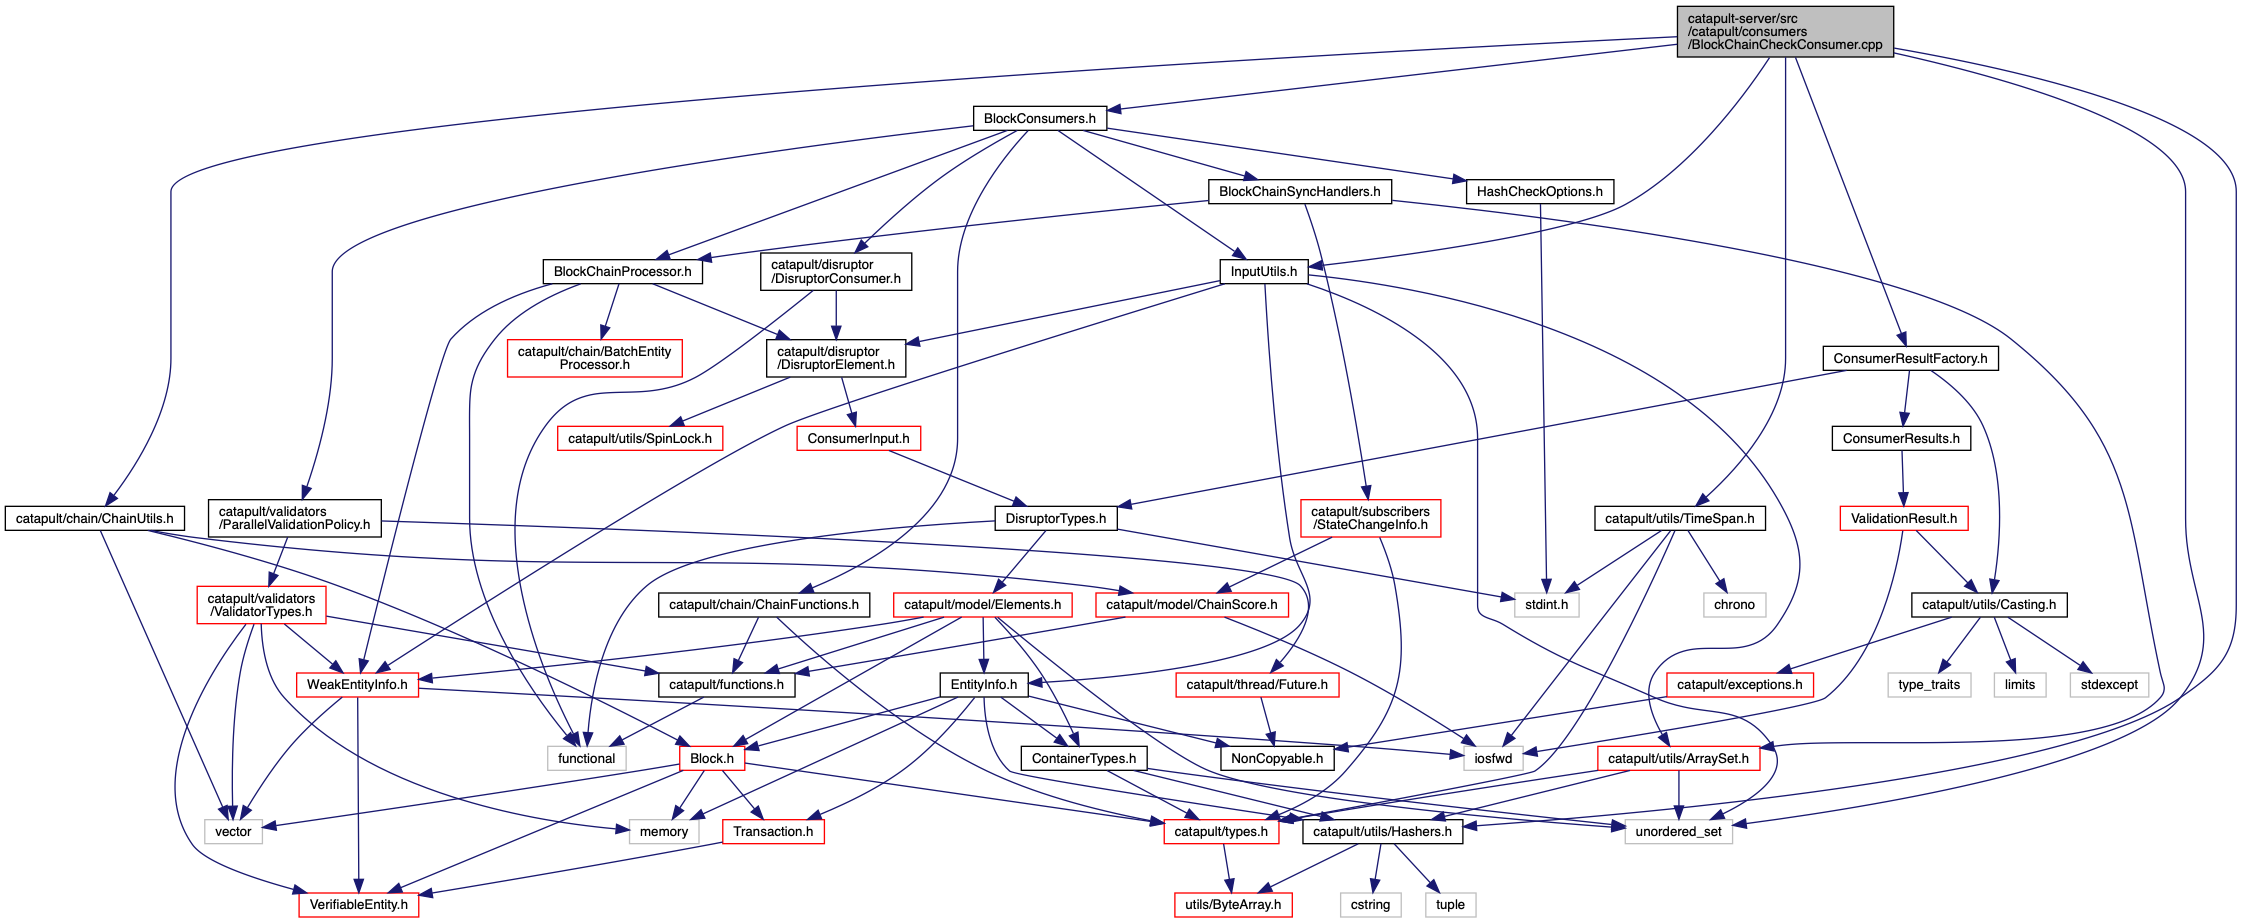 catapult-server/src
/catapult/consumers
/BlockChainCheckConsumer.cpp
BlockConsumers.h
BlockChainSyncHandlers.h
HashCheckOptions.h
BlockChainProcessor.h
catapult/disruptor
/DisruptorConsumer.h
InputUtils.h
catapult/chain/BatchEntity
Processor.h
catapult/disruptor
/DisruptorElement.h
ConsumerResultFactory.h
catapult/utils/SpinLock.h
ConsumerInput.h
ConsumerResults.h
catapult/chain/ChainUtils.h
catapult/validators
/ParallelValidationPolicy.h
DisruptorTypes.h
catapult/subscribers
/StateChangeInfo.h
catapult/utils/TimeSpan.h
ValidationResult.h
catapult/validators
/ValidatorTypes.h
catapult/chain/ChainFunctions.h
catapult/model/Elements.h
catapult/model/ChainScore.h
stdint.h
chrono
catapult/utils/Casting.h
WeakEntityInfo.h
catapult/functions.h
EntityInfo.h
catapult/thread/Future.h
catapult/exceptions.h
type_traits
limits
stdexcept
functional
Block.h
ContainerTypes.h
NonCopyable.h
iosfwd
catapult/utils/ArraySet.h
vector
memory
Transaction.h
catapult/types.h
catapult/utils/Hashers.h
unordered_set
VerifiableEntity.h
utils/ByteArray.h
cstring
tuple